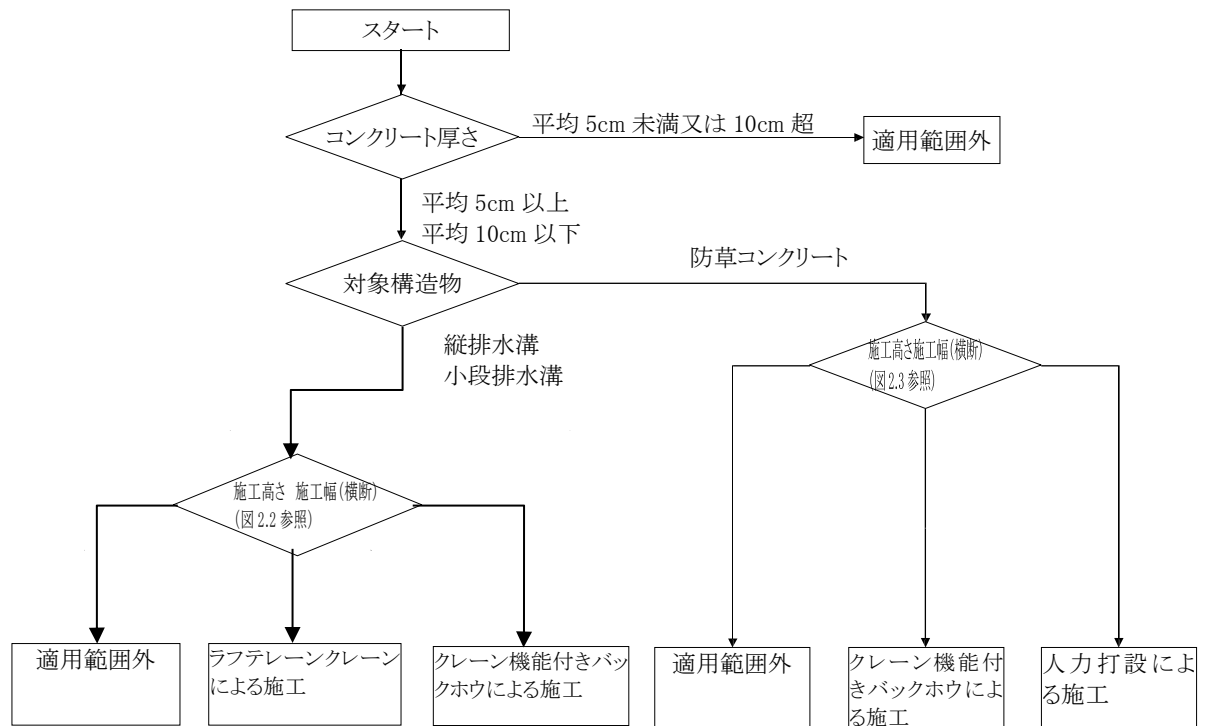 スタート
コンクリート厚さ
平均 5cm 未満又は 10cm 超
適用範囲外
平均 5cm 以上
平均 10cm 以下
対象構造物
防草コンクリート
縦排水溝
小段排水溝
施工高さ施工幅(横断)
(図 2.3 参照)
施工高さ 施工幅(横断)
(図 2.2 参照)
適用範囲外
ラフテレーンクレーン
による施工
クレーン機能付きバッ
クホウによる施工
適用範囲外
クレーン機能付
きバックホウによ
る施工
人力打設によ
る施工